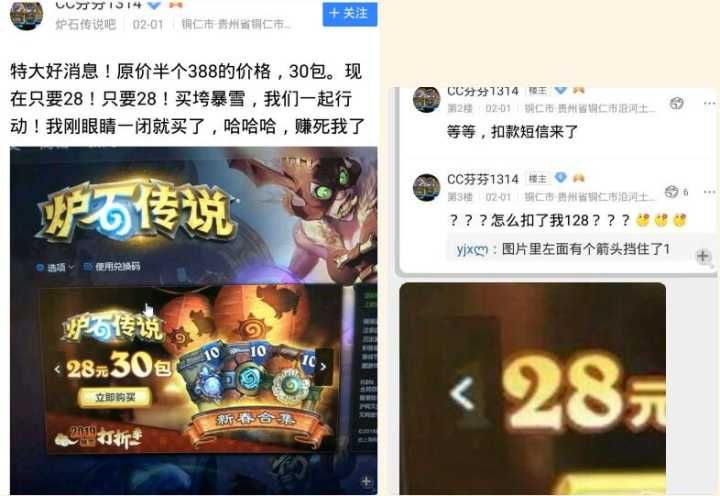 CC芬芬1314
炉石传说吧 02-01 铜仁市·贵州省铜仁市...
+ 关注
特大好消息！原价半个388的价格，30包。现
在只要28！只要28！买垮暴雪，我们一起行
动！我刚眼睛一闭就买了，哈哈哈，赚死我了
炉石传说
选项
使用兑换码
炉石传说
28元30包
立即购买
10
10
10
新春合集
2019
打折季
CC芬芬1314 楼主
第2楼 02-01 铜仁市·贵州省铜仁市沿河土...
等等，扣款短信来了
CC芬芬1314 楼主
第3楼 02-01 铜仁市·贵州省铜仁市沿河土...
6
？？？怎么扣了我128？？？
yjxლ：图片里左面有个箭头挡住了1
28元